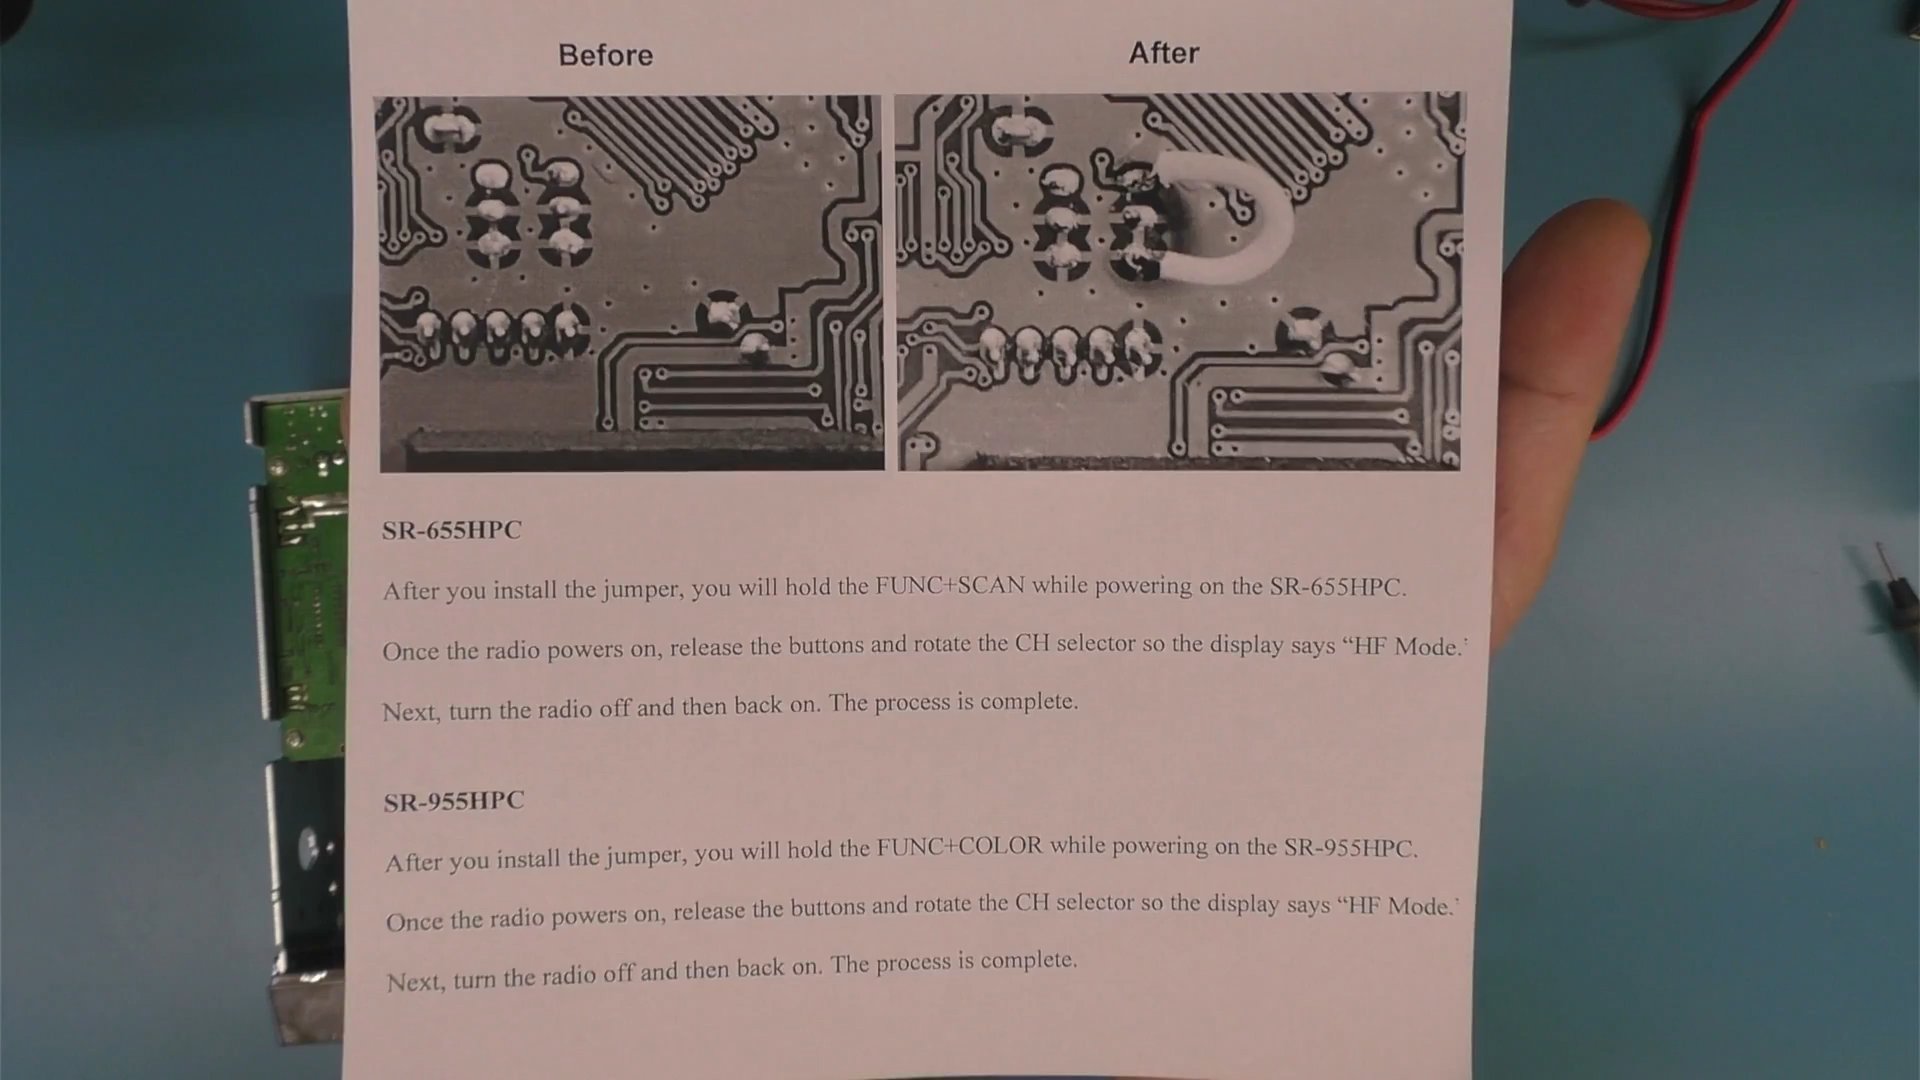 Before After
SR-655HPC
After you install the jumper, you will hold the FUNC+SCAN while powering on the SR-655HPC.
Once the radio powers on, release the buttons and rotate the CH selector so the display says “HF Mode.”
Next, turn the radio off and then back on. The process is complete.
SR-955HPC
After you install the jumper, you will hold the FUNC+COLOR while powering on the SR-955HPC.
Once the radio powers on, release the buttons and rotate the CH selector so the display says “HF Mode.”
Next, turn the radio off and then back on. The process is complete.